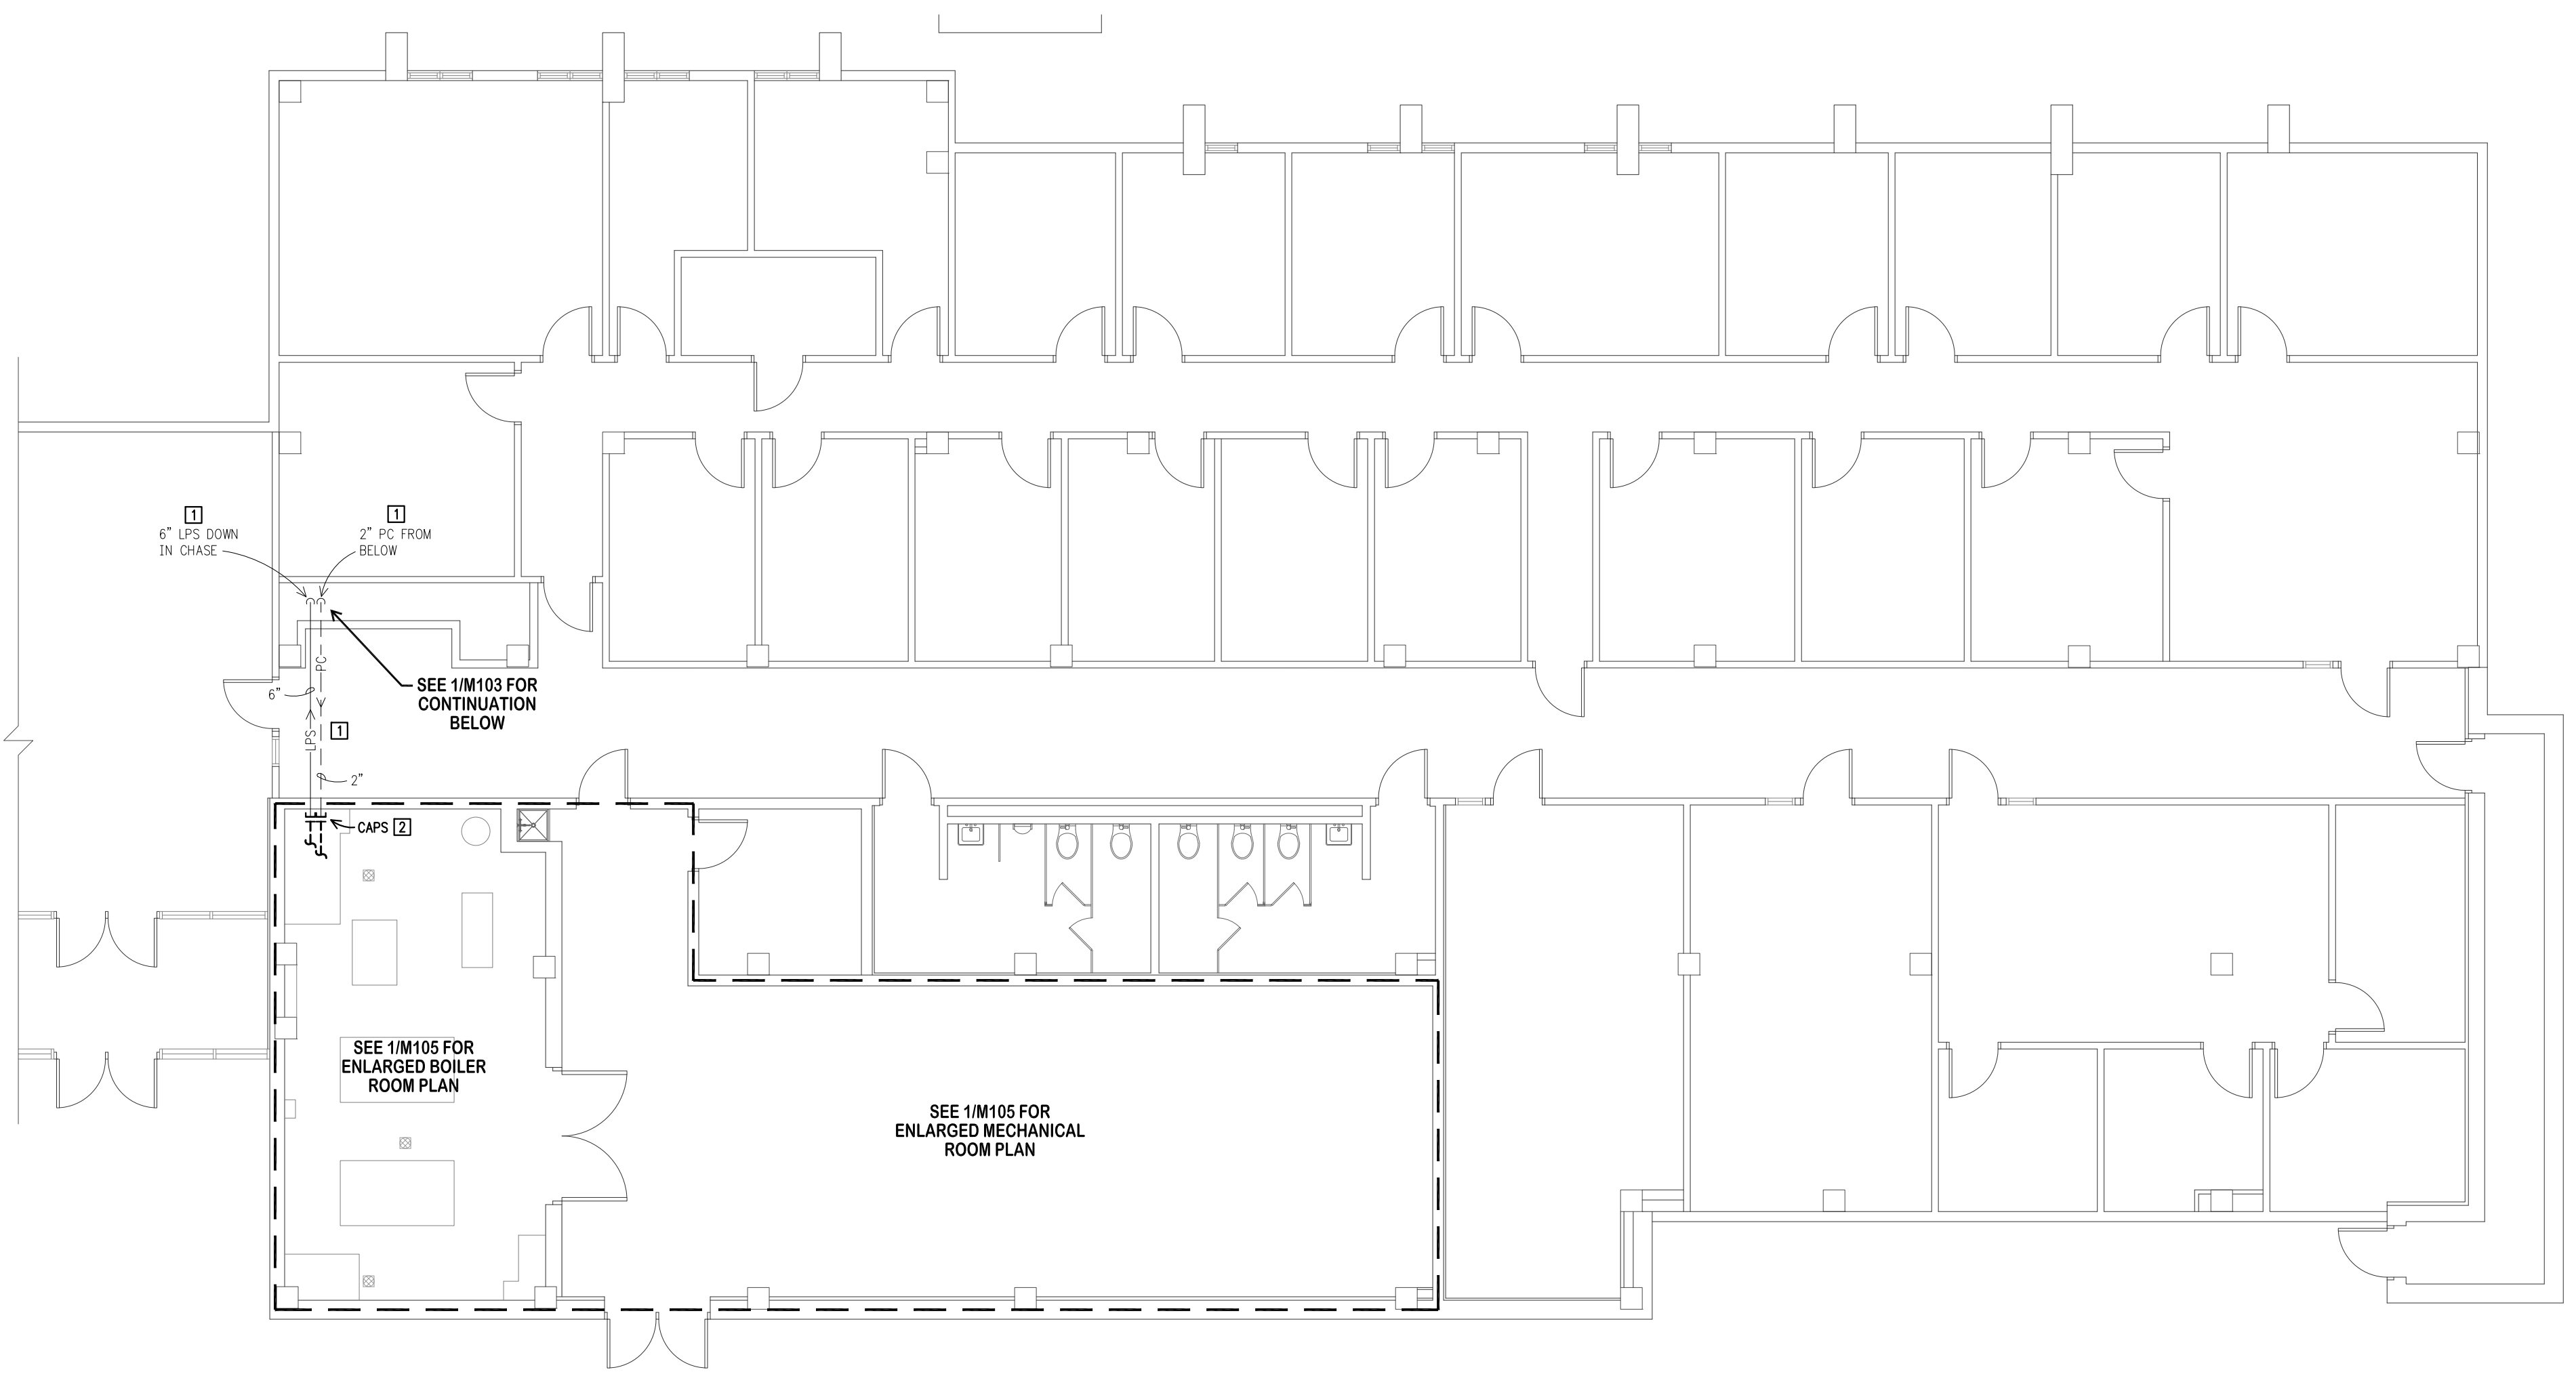 1
6" LPS DOWN
IN CHASE
1
2" PC FROM
BELOW
PC
6"
SEE 1/M103 FOR
CONTINUATION
BELOW
1
LPS
2"
CAPS 2
SEE 1/M105 FOR
ENLARGED BOILER
ROOM PLAN
SEE 1/M105 FOR
ENLARGED MECHANICAL
ROOM PLAN